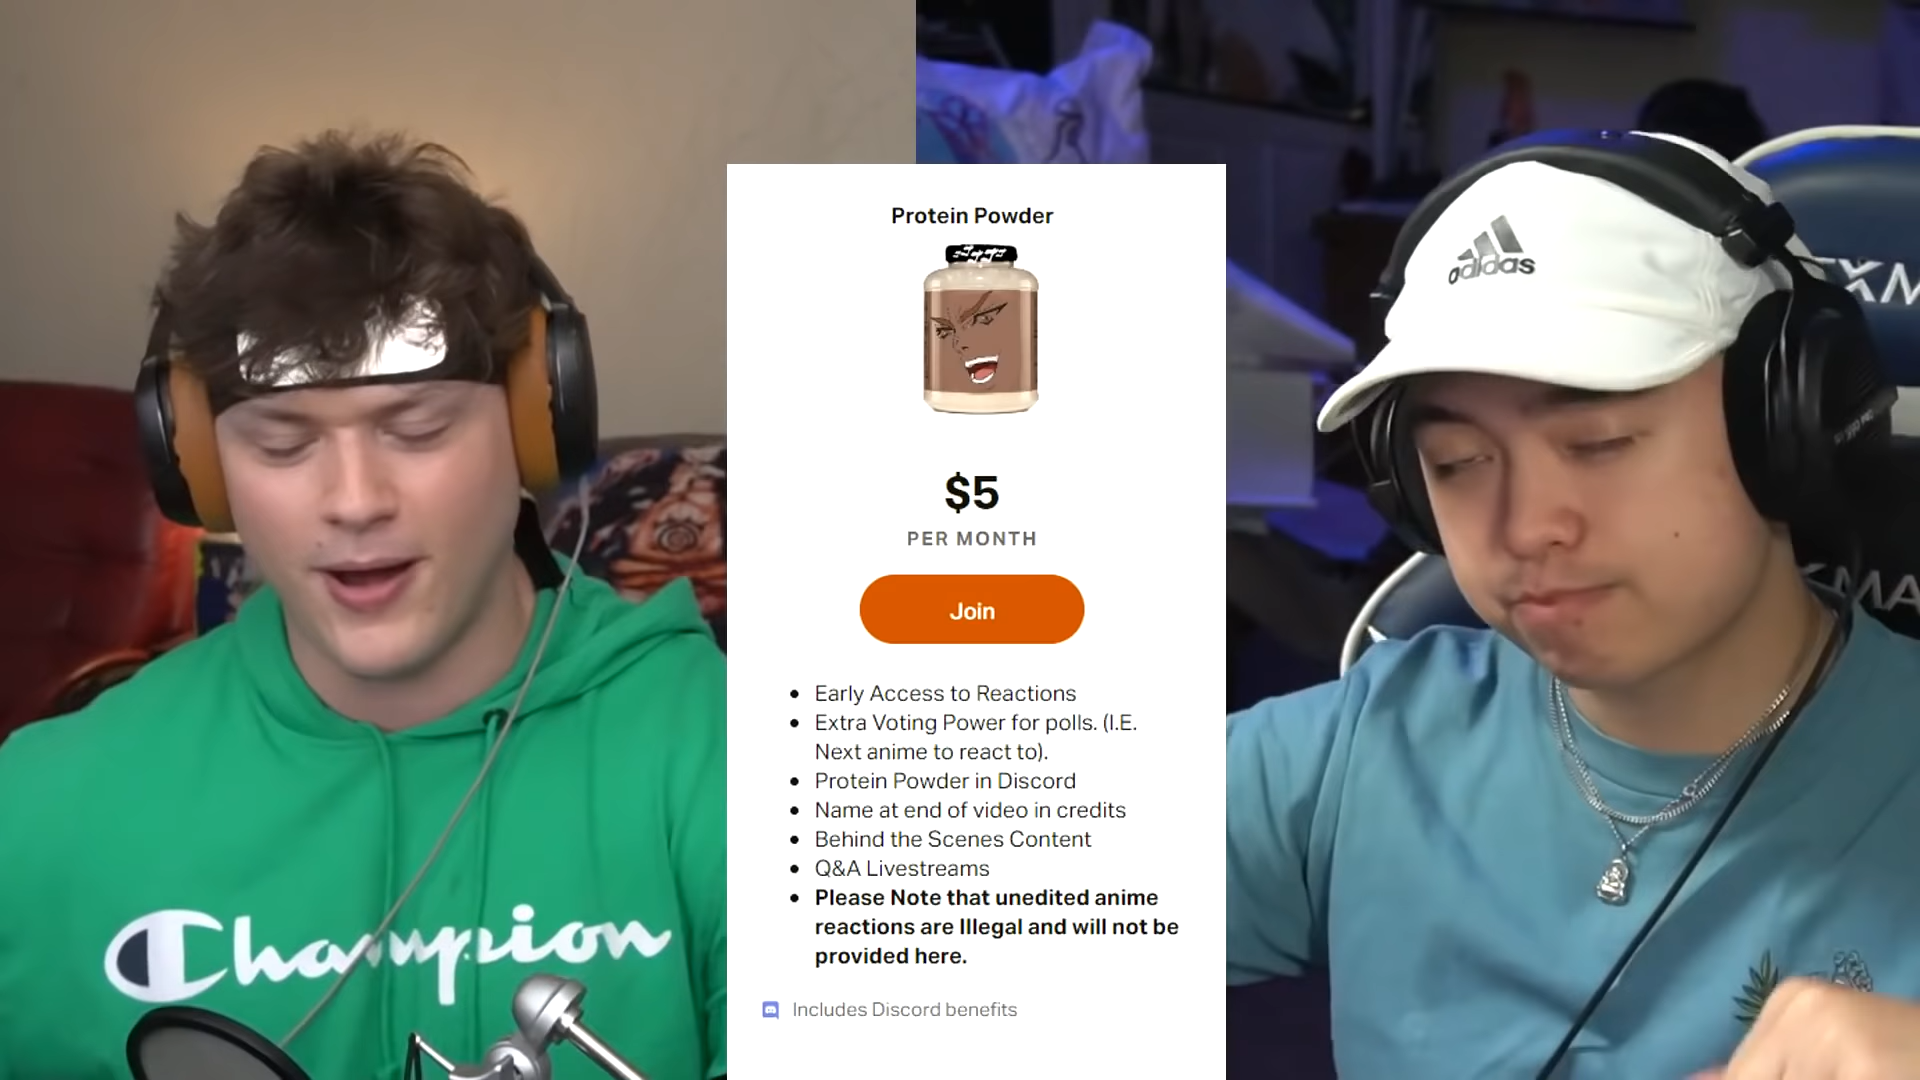 Protein Powder
$5
PER MONTH
Join
Early Access to Reactions
Extra Voting Power for polls. (I.E.
Next anime to react to).
Protein Powder in Discord
Name at end of video in credits
Behind the Scenes Content
Q&A Livestreams
Please Note that unedited anime
reactions are Illegal and will not be
provided here.
Includes Discord benefits
Champion
adidas